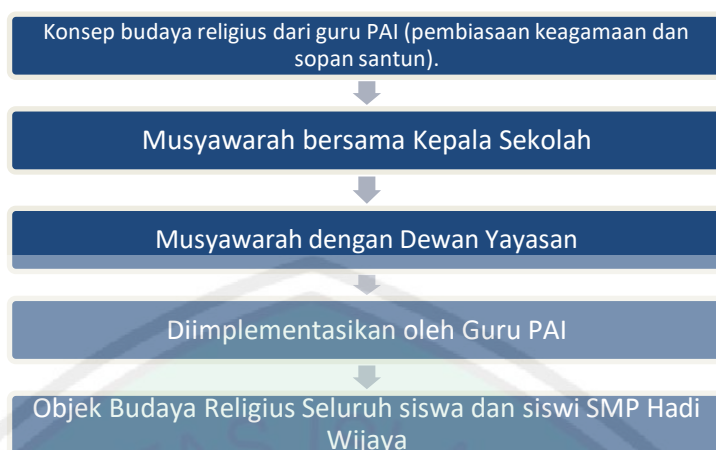 Konsep budaya religius dari guru PAI (pembiasaan keagamaan dan
sopan santun).
Musyawarah bersama Kepala Sekolah
Musyawarah dengan Dewan Yayasan
Diimplementasikan oleh Guru PAI
Objek Budaya Religius Seluruh siswa dan siswi SMP Hadi
Wijaya